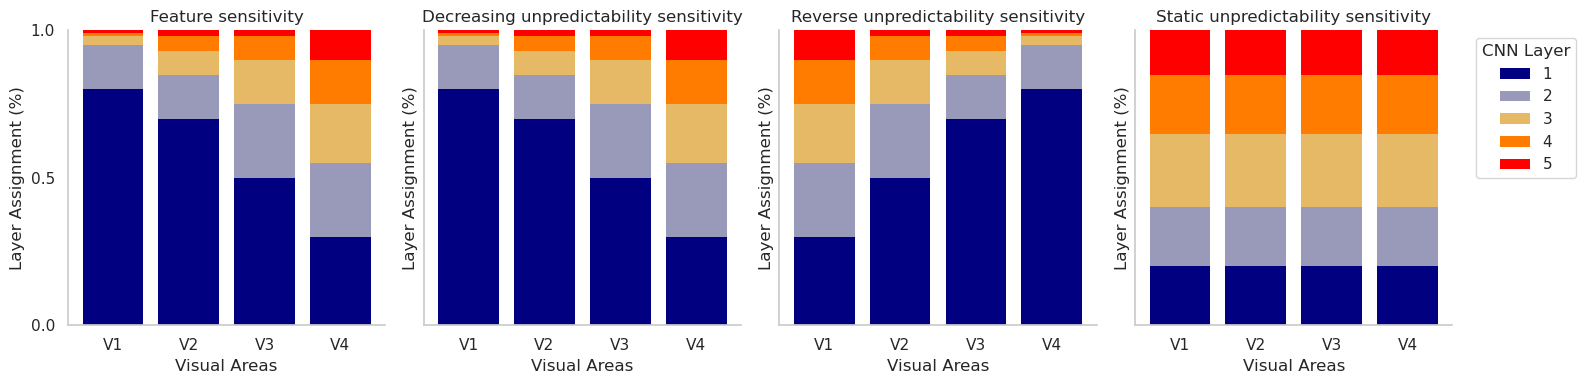 Feature sensitivity
Layer Assignment (%)
1.0
0.5
0.0
V1 V2 V3 V4
Visual Areas
Decreasing unpredictability sensitivity
Layer Assignment (%)
V1 V2 V3 V4
Visual Areas
Reverse unpredictability sensitivity
Layer Assignment (%)
V1 V2 V3 V4
Visual Areas
Static unpredictability sensitivity
Layer Assignment (%)
V1 V2 V3 V4
Visual Areas
CNN Layer
1
2
3
4
5